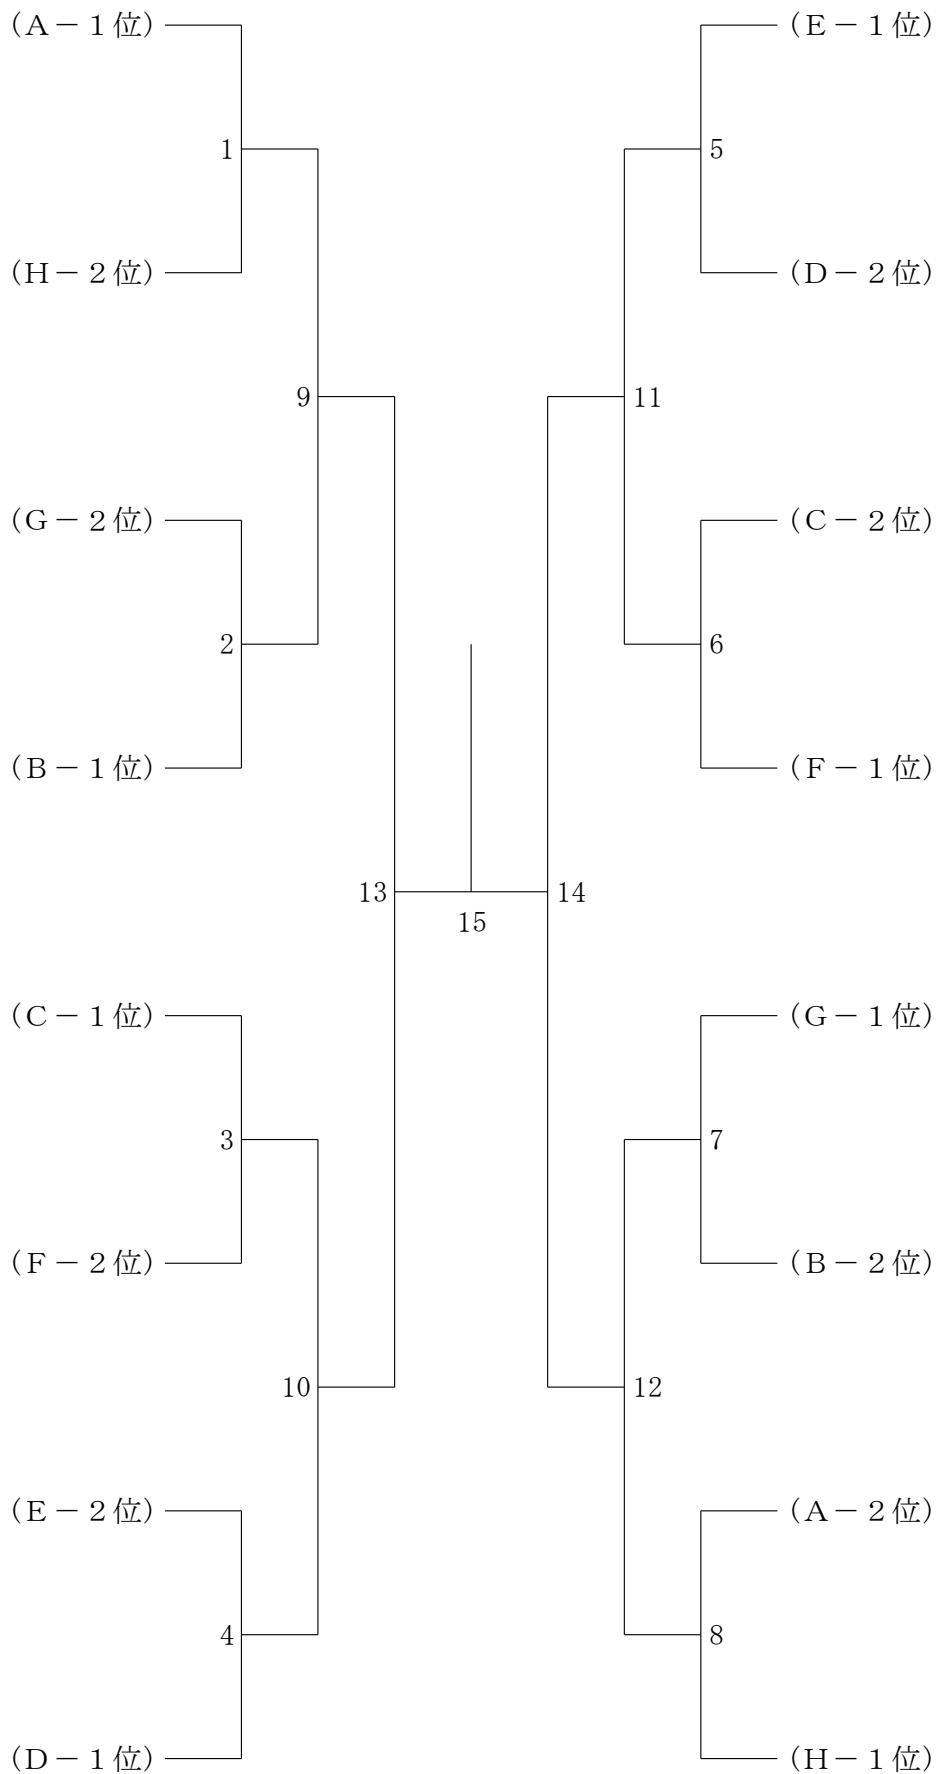 （A－1位）
（E－1位）
1
5
（H－2位）
（D－2位）
9
11
（G－2位）
（C－2位）
2
6
（B－1位）
（F－1位）
13
14
15
（C－1位）
（G－1位）
3
7
（F－2位）
（B－2位）
10
12
（E－2位）
（A－2位）
4
8
（D－1位）
（H－1位）